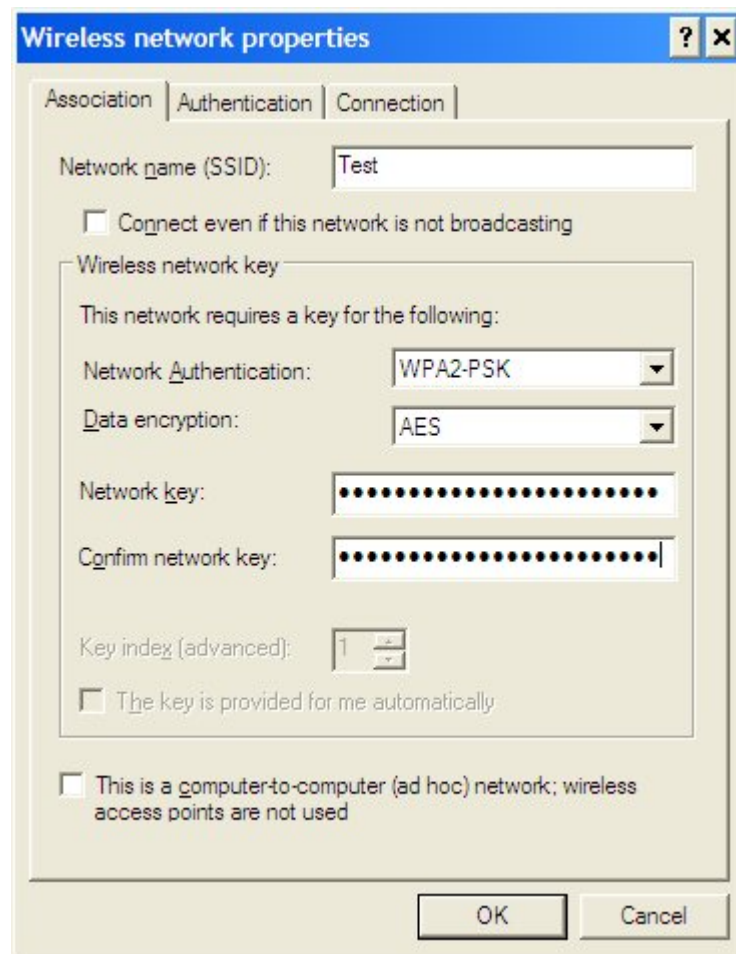 Wireless network properties
Association Authentication Connection
Network name (SSID): Test
Connect even if this network is not broadcasting
Wireless network key
This network requires a key for the following:
Network Authentication: WPA2-PSK
Data encryption: AES
Network key: ••••••••••••••••••••••••
Confirm network key: ••••••••••••••••••••••••
Key index (advanced): 1
The key is provided for me automatically
This is a computer-to-computer (ad hoc) network; wireless
access points are not used
OK Cancel